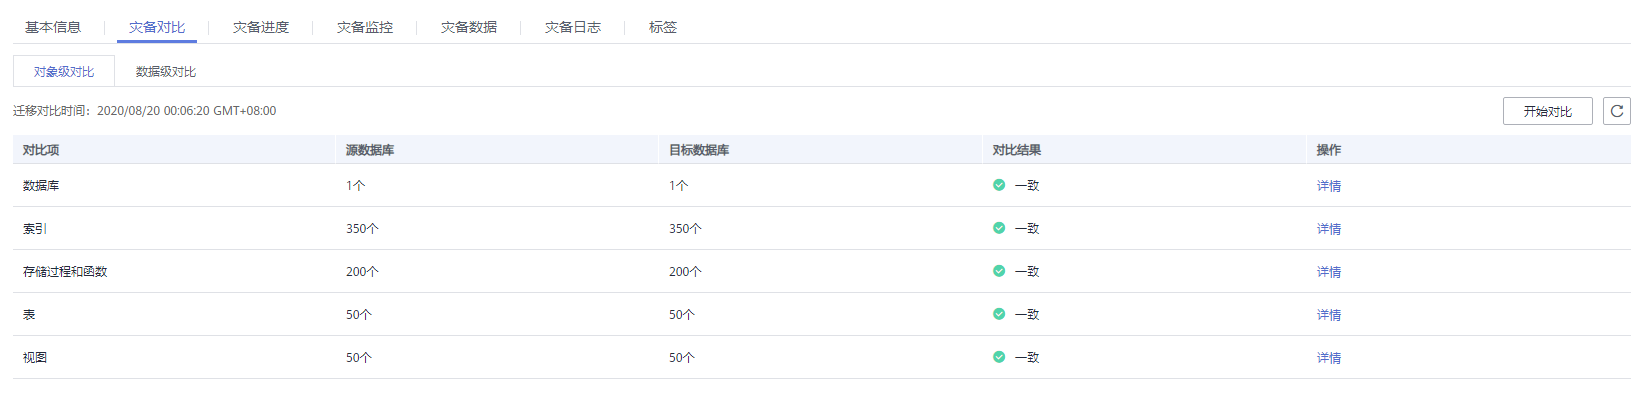 基本信息 灾备对比 灾备进度 灾备监控 灾备数据 灾备日志 标签
对象级对比 数据级对比
迁移对比时间：2020/08/20 00:06:20 GMT+08:00 开始对比
对比项 源数据库 目标数据库 对比结果 操作
数据库 1个 1个 一致 详情
索引 350个 350个 一致 详情
存储过程和函数 200个 200个 一致 详情
表 50个 50个 一致 详情
视图 50个 50个 一致 详情